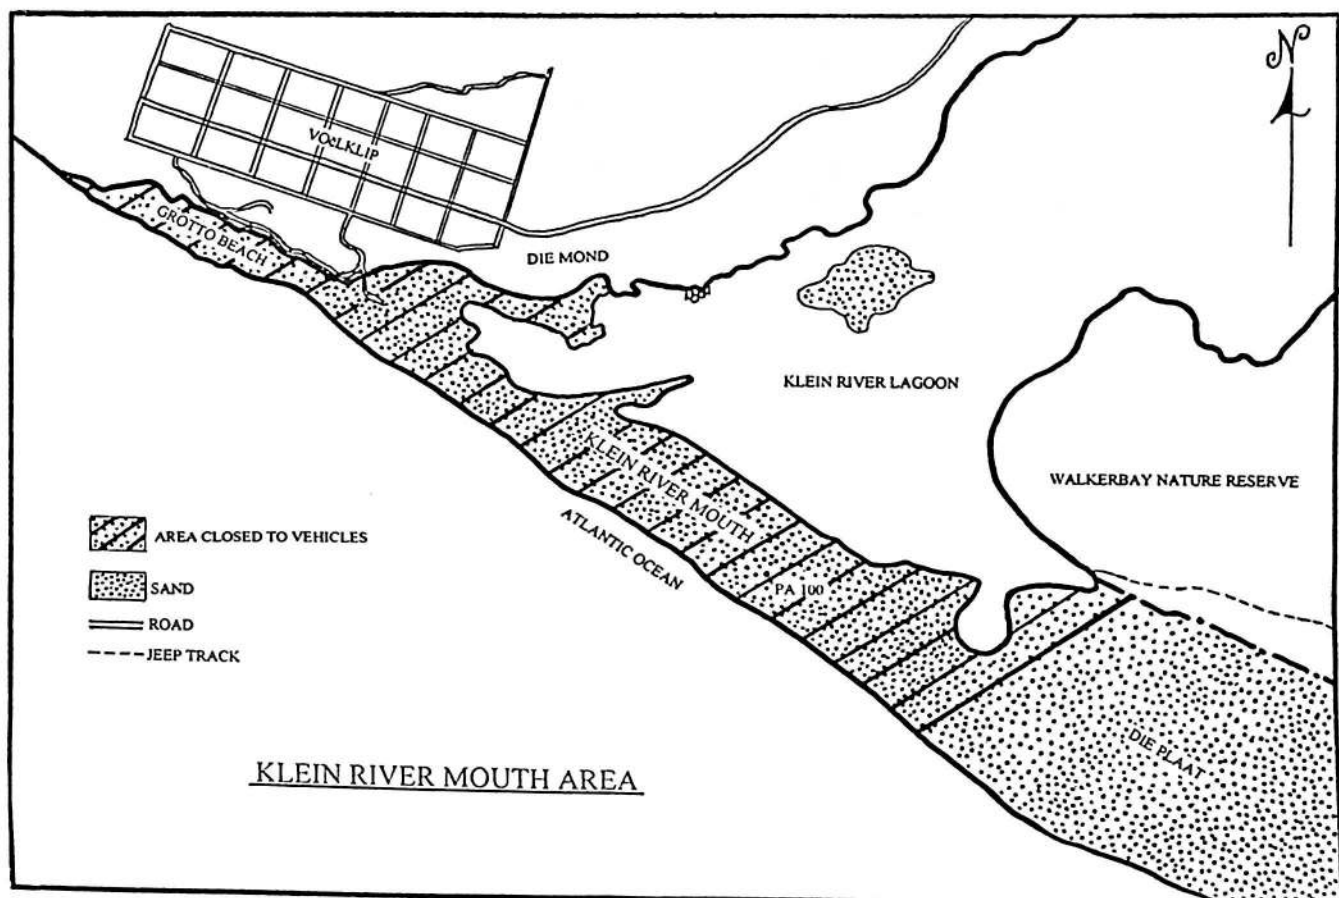 N
VOëLKLIP
GROTTO BEACH
DIE MOND
KLEIN RIVER LAGOON
WALKERBAY NATURE RESERVE
KLEIN RIVER MOUTH
ATLANTIC OCEAN
PA 100
DIE PLAAT
AREA CLOSED TO VEHICLES
SAND
ROAD
JEEP TRACK
KLEIN RIVER MOUTH AREA